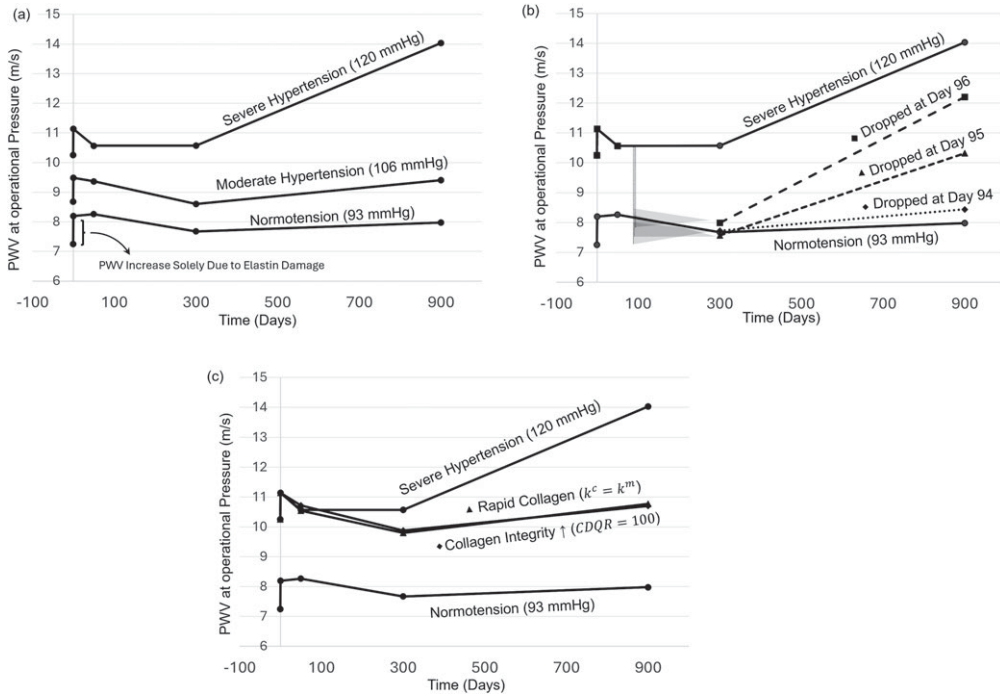 (a)
15
14
13
12
11
10
9
8
7
6
PWV at operational Pressure (m/s)
Severe Hypertension (120 mmHg)
Moderate Hypertension (106 mmHg)
Normotension (93 mmHg)
PWV Increase Solely Due to Elastin Damage
-100 100 300 500 700 900
Time (Days)
(b)
15
14
13
12
11
10
9
8
7
6
PWV at operational Pressure (m/s)
Severe Hypertension (120 mmHg)
Dropped at Day 96
Dropped at Day 95
Dropped at Day 94
Normotension (93 mmHg)
-100 100 300 500 700 900
Time (Days)
(c)
15
14
13
12
11
10
9
8
7
6
PWV at operational Pressure (m/s)
Severe Hypertension (120 mmHg)
Rapid Collagen (k^c = k^m)
Collagen Integrity ↑ (CDQR = 100)
Normotension (93 mmHg)
-100 100 300 500 700 900
Time (Days)